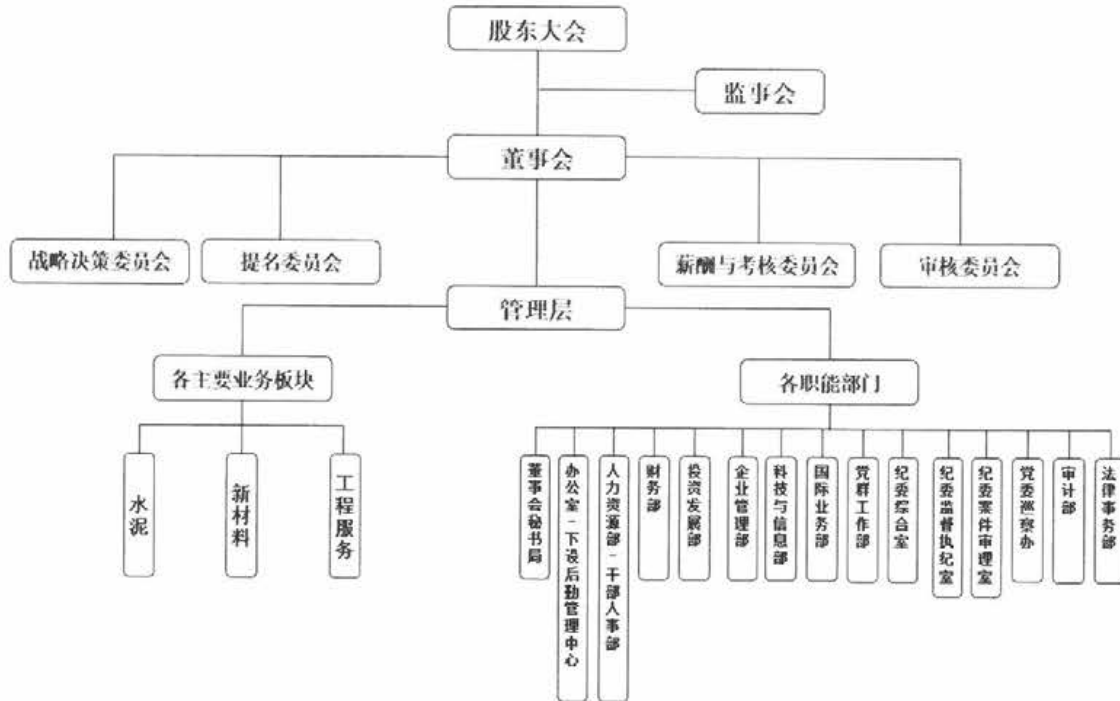 股东大会
监事会
董事会
战略决策委员会
提名委员会
薪酬与考核委员会
审核委员会
管理层
各主要业务板块
各职能部门
水泥
新材料
工程服务
董事会秘书局
办公室-下设后勤管理中心
人力资源部-干部人事部
财务部
投资发展部
企业管理部
科技与信息部
国际业务部
党群工作部
纪委综合室
纪委监督执纪室
纪委案件审理室
党委巡察办
审计部
法律事务部